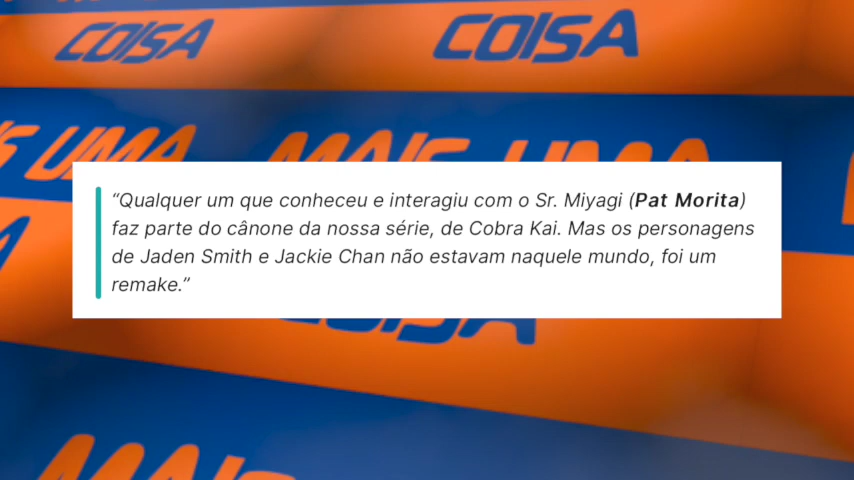 COISA COISA
MAIS UMA MAIS UMA
“Qualquer um que conheceu e interagiu com o Sr. Miyagi (Pat Morita)
faz parte do cânone da nossa série, de Cobra Kai. Mas os personagens
de Jaden Smith e Jackie Chan não estavam naquele mundo, foi um
remake.”
COISA
MAIS